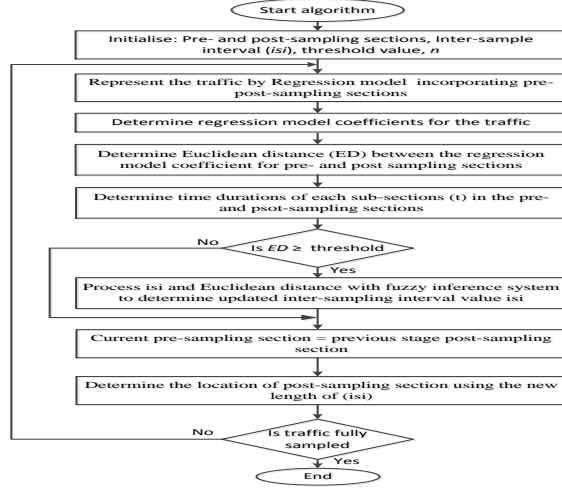 Start algorithm
Initialise: Pre- and post-sampling sections, Inter-sample
interval (isi), threshold value, n
Represent the traffic by Regression model incorporating pre-
post-sampling sections
Determine regression model coefficients for the traffic
Determine Euclidean distance (ED) between the regression
model coefficient for pre- and post sampling sections
Determine time durations of each sub-sections (t) in the pre-
and psot-sampling sections
No
Is ED ≥ threshold
Yes
Process isi and Euclidean distance with fuzzy inference system
to determine updated inter-sampling interval value isi
Current pre-sampling section = previous stage post-sampling
section
Determine the location of post-sampling section using the new
length of (isi)
No
Is traffic fully
sampled
Yes
End